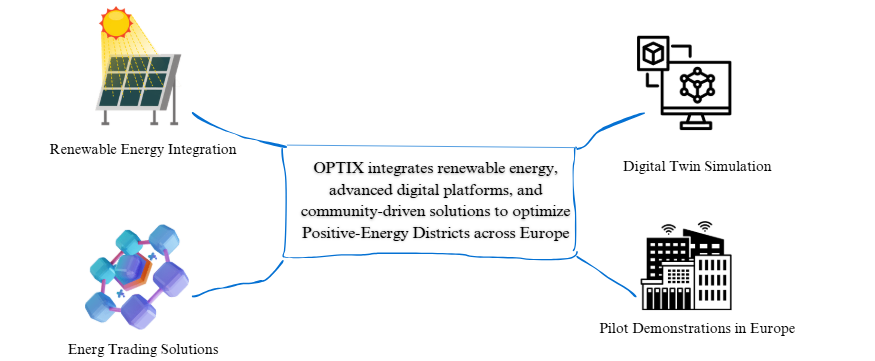 Renewable Energy Integration
Digital Twin Simulation
OPTIX integrates renewable energy,
advanced digital platforms, and
community-driven solutions to optimize
Positive-Energy Districts across Europe
Energ Trading Solutions
Pilot Demonstrations in Europe